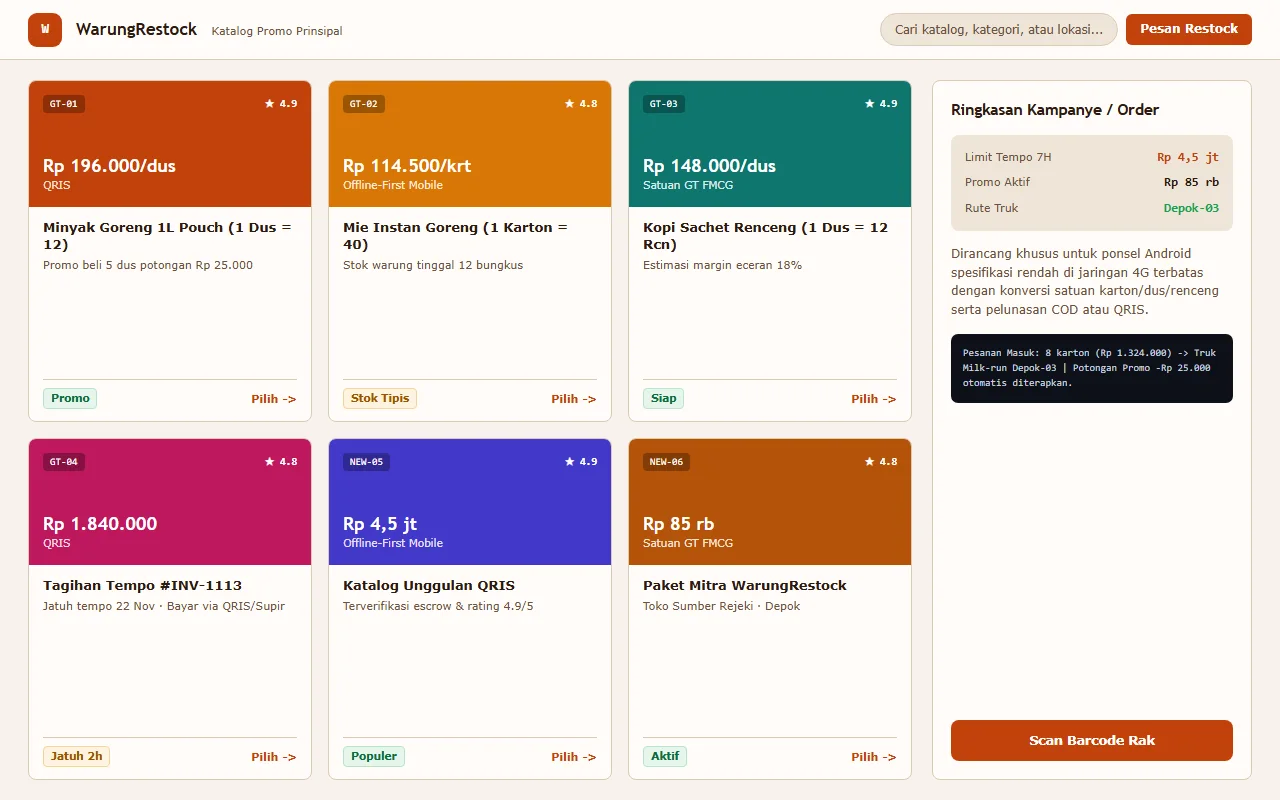 W
WarungRestock
Katalog Promo Prinsipal
Cari katalog, kategori, atau lokasi...
Pesan Restock
GT-01
★ 4.9
Rp 196.000/dus
QRIS
Minyak Goreng 1L Pouch (1 Dus =
12)
Promo beli 5 dus potongan Rp 25.000
Promo
Pilih ->
GT-02
★ 4.8
Rp 114.500/krt
Offline-First Mobile
Mie Instan Goreng (1 Karton =
40)
Stok warung tinggal 12 bungkus
Stok Tipis
Pilih ->
GT-03
★ 4.9
Rp 148.000/dus
Satuan GT FMCG
Kopi Sachet Renceng (1 Dus = 12
Rcn)
Estimasi margin eceran 18%
Siap
Pilih ->
GT-04
★ 4.8
Rp 1.840.000
QRIS
Tagihan Tempo #INV-1113
Jatuh tempo 22 Nov · Bayar via QRIS/Supir
Jatuh 2h
Pilih ->
NEW-05
★ 4.9
Rp 4,5 jt
Offline-First Mobile
Katalog Unggulan QRIS
Terverifikasi escrow & rating 4.9/5
Populer
Pilih ->
NEW-06
★ 4.8
Rp 85 rb
Satuan GT FMCG
Paket Mitra WarungRestock
Toko Sumber Rejeki · Depok
Aktif
Pilih ->
Ringkasan Kampanye / Order
Limit Tempo 7H
Rp 4,5 jt
Promo Aktif
Rp 85 rb
Rute Truk
Depok-03
Dirancang khusus untuk ponsel Android
spesifikasi rendah di jaringan 4G terbatas
dengan konversi satuan karton/dus/renceng
serta pelunasan COD atau QRIS.
Pesanan Masuk: 8 karton (Rp 1.324.000) -> Truk
Milk-run Depok-03 | Potongan Promo -Rp 25.000
otomatis diterapkan.
Scan Barcode Rak